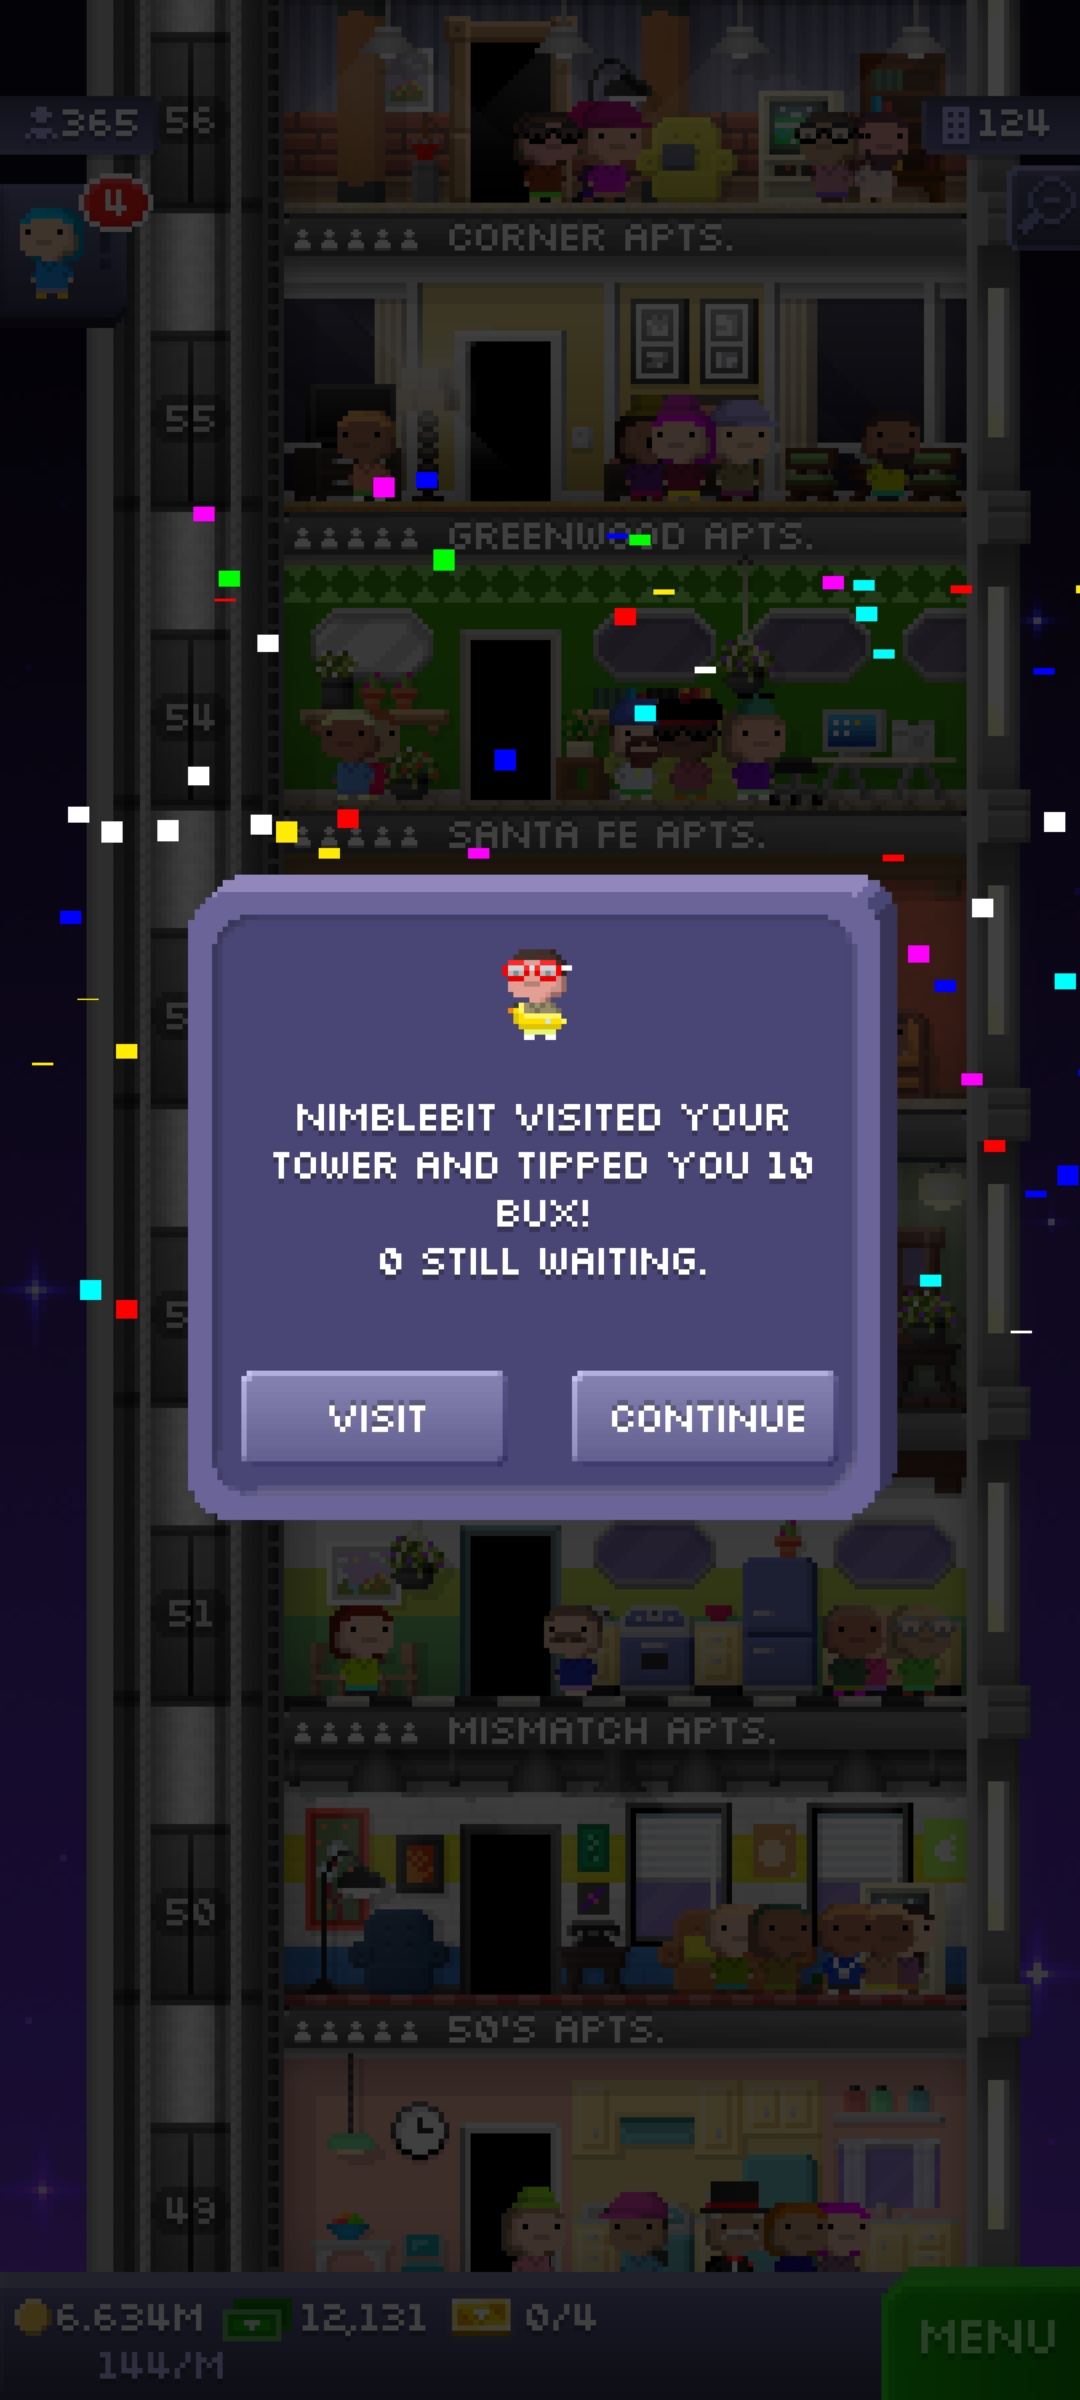 56
365
124
4
CORNER APTS.
55
GREENWOOD APTS.
54
SANTA FE APTS.
NIMBLEBIT VISITED YOUR
TOWER AND TIPPED YOU 10
BUX!
0 STILL WAITING.
VISIT
CONTINUE
51
MISMATCH APTS.
50
50'S APTS.
49
6.634M
12,131
0/4
144/M
MENU